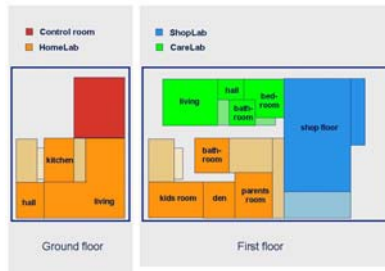 Control room
HomeLab
kitchen
hall
living
Ground floor
ShopLab
CareLab
living
hall
bed-
room
bath-
room
shop floor
bath-
room
kids room
den
parents
room
First floor